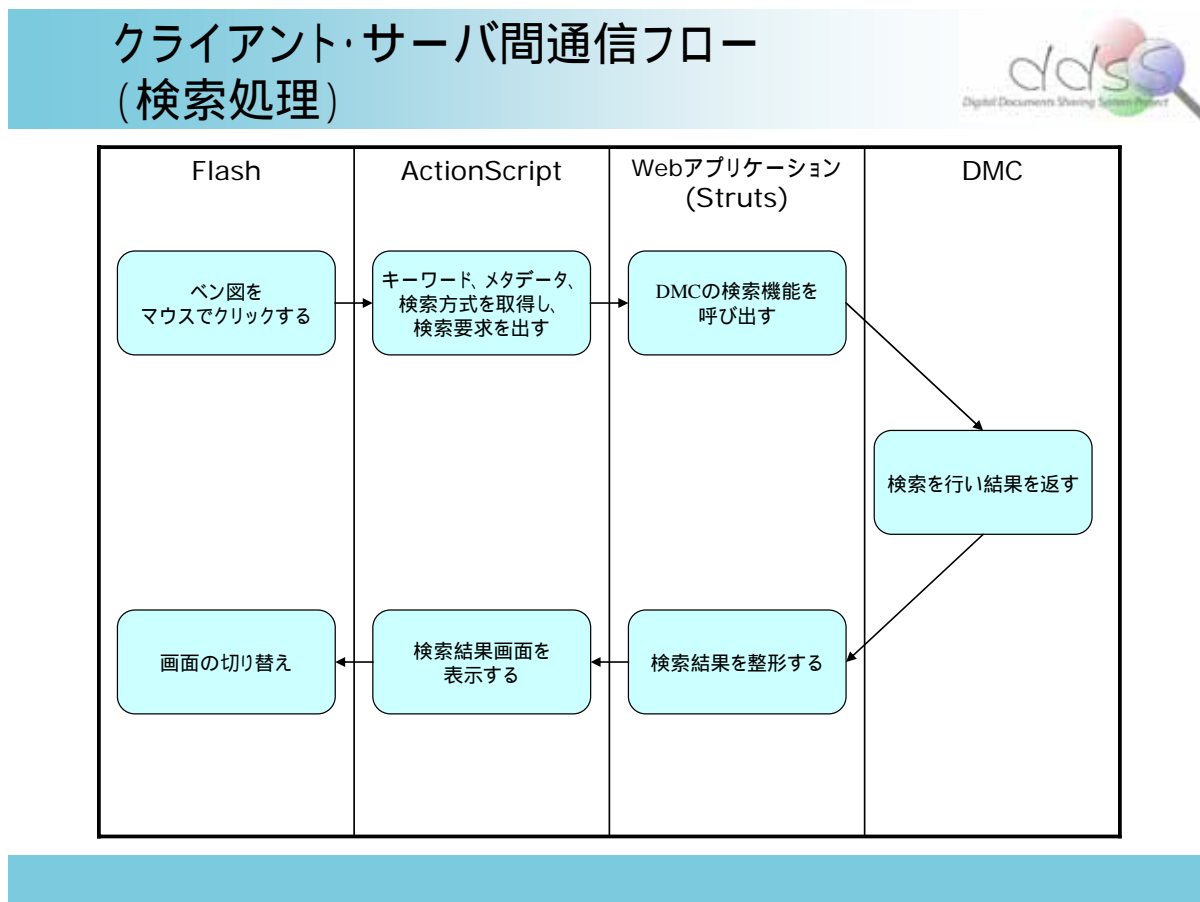 クライアント・サーバ間通信フロー
(検索処理)
ddss
Digital Documents Sharing System Project
Flash
ActionScript
Webアプリケーション
(Struts)
DMC
ベン図を
マウスでクリックする
キーワード、メタデータ、
検索方式を取得し、
検索要求を出す
DMCの検索機能を
呼び出す
検索を行い結果を返す
検索結果を整形する
検索結果画面を
表示する
画面の切り替え